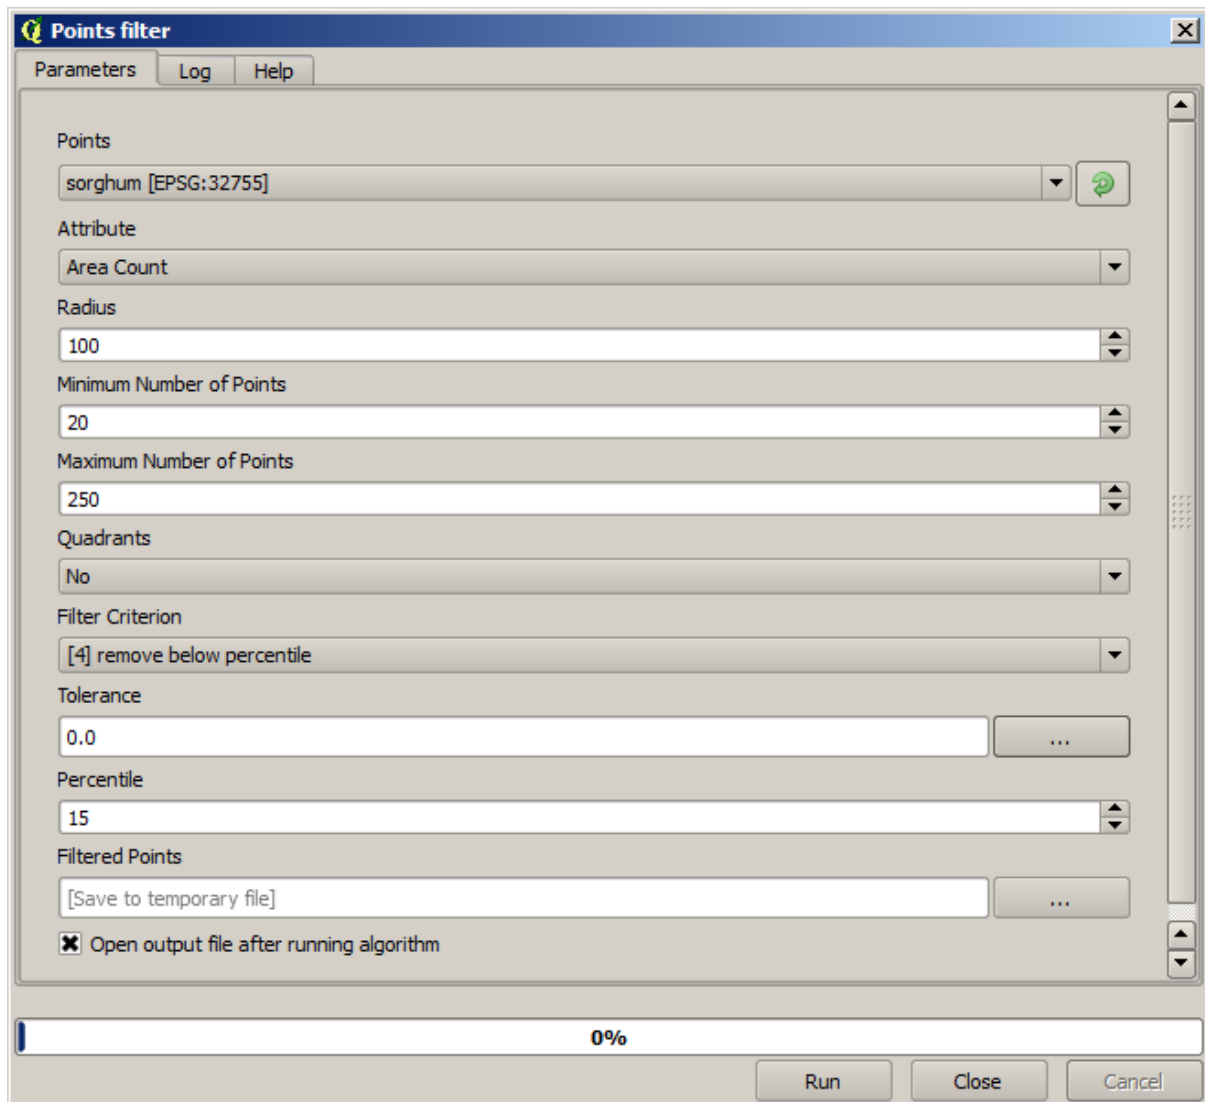 Points filter
Parameters Log Help
Points
sorghum [EPSG:32755]
Attribute
Area Count
Radius
100
Minimum Number of Points
20
Maximum Number of Points
250
Quadrants
No
Filter Criterion
[4] remove below percentile
Tolerance
0.0 ...
Percentile
15
Filtered Points
[Save to temporary file] ...
Open output file after running algorithm
0%
Run Close Cancel